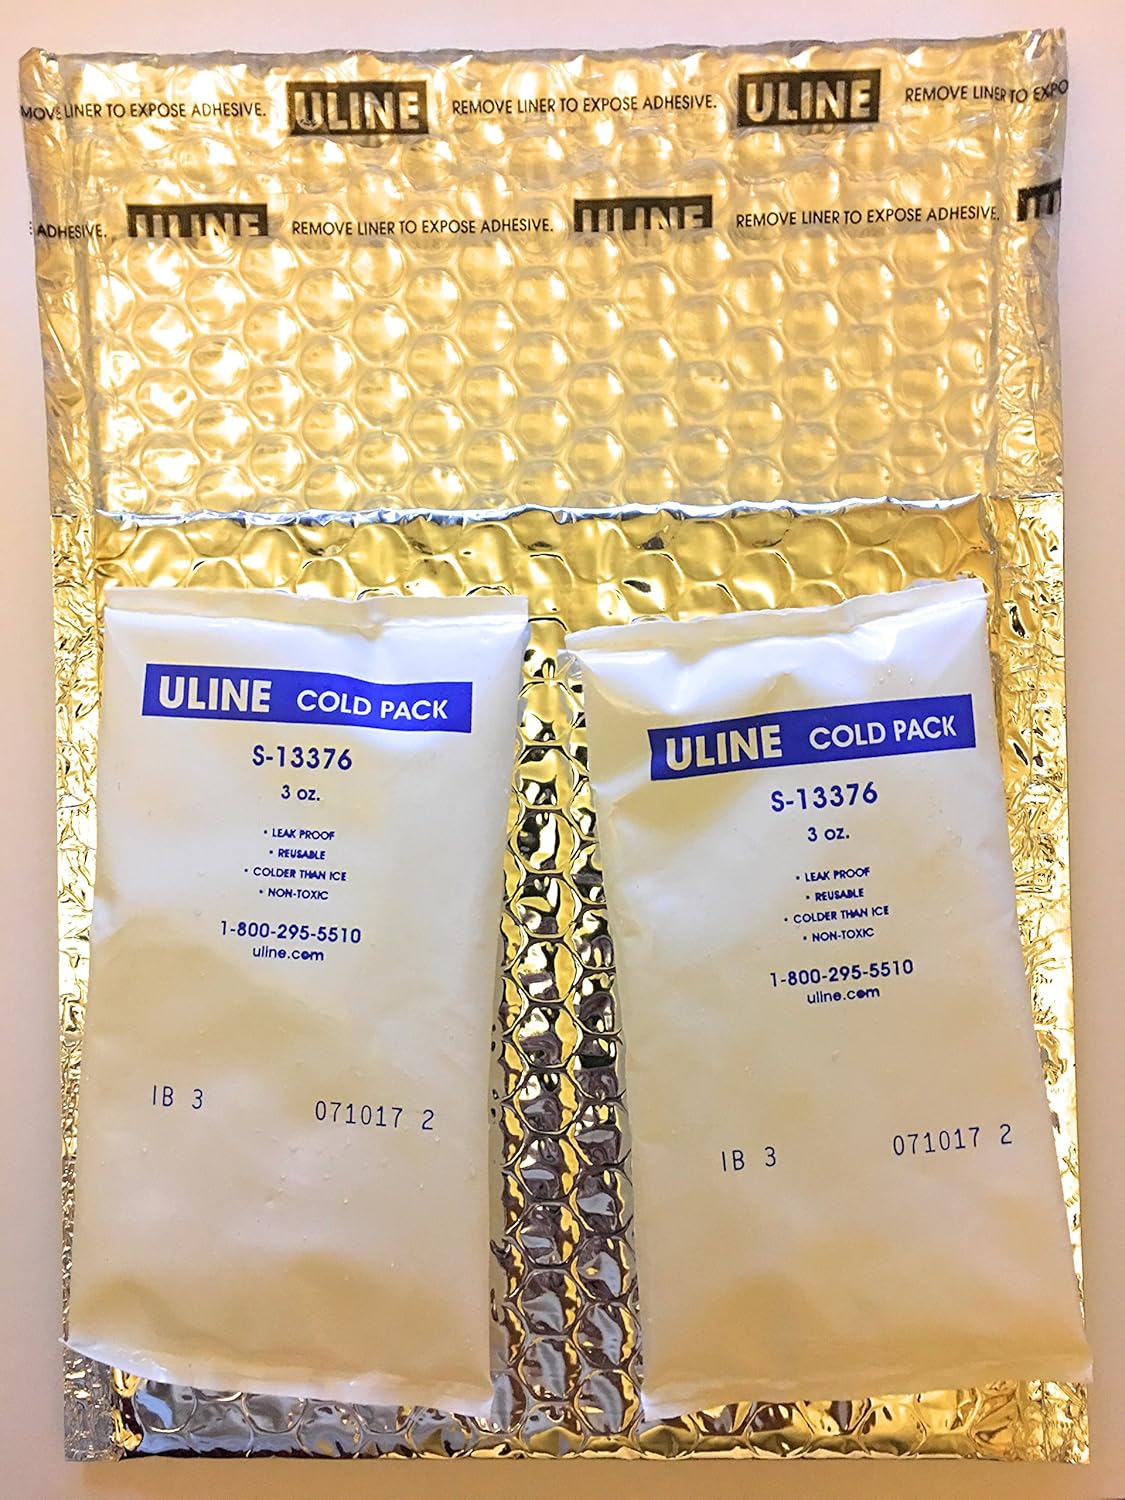 MOVE LINER TO EXPOSE ADHESIVE. ULINE REMOVE LINER TO EXPOSE ADHESIVE. ULINE REMOVE LINER TO EXPO
E ADHESIVE. ULINE REMOVE LINER TO EXPOSE ADHESIVE. ULINE REMOVE LINER TO EXPOSE ADHESIVE.
ULINE COLD PACK
S-13376
3 oz.
• LEAK PROOF
• REUSABLE
• COLDER THAN ICE
• NON-TOXIC
1-800-295-5510
uline.com
IB 3 071017 2
ULINE COLD PACK
S-13376
3 oz.
• LEAK PROOF
• REUSABLE
• COLDER THAN ICE
• NON-TOXIC
1-800-295-5510
uline.com
IB 3 071017 2